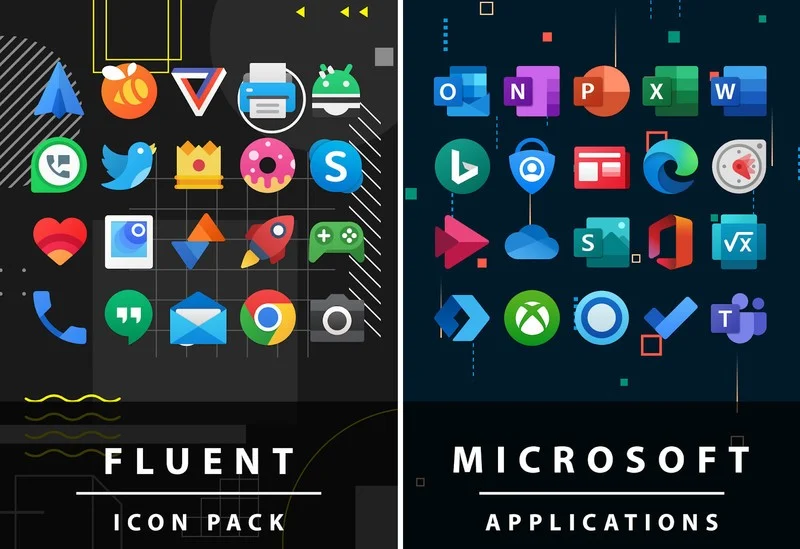 FLUENT
ICON PACK
S
O
N
P
X
W
S
√x
T
MICROSOFT
APPLICATIONS